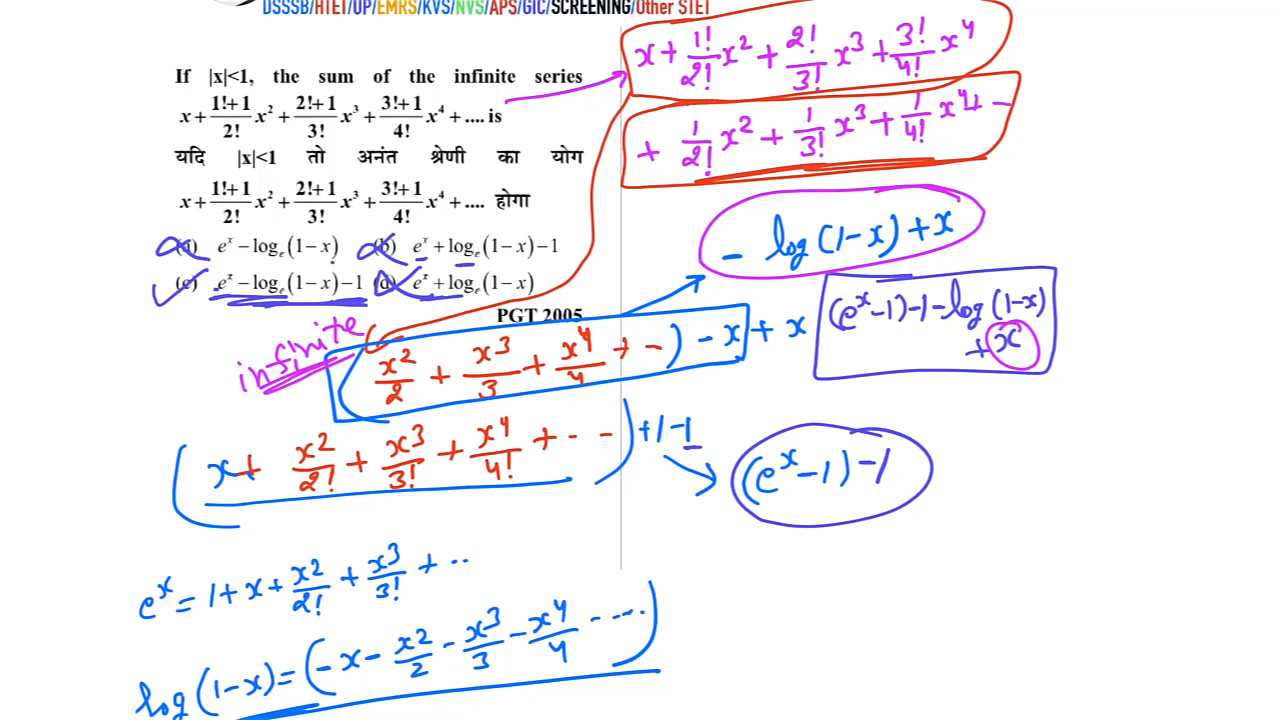 DSSSB/HTET/UP/EMRS/KVS/NVS/APS/GIC/SCREENING/Other STET
If |x|<1, the sum of the infinite series
x + (1!+1)/2! x² + (2!+1)/3! x³ + (3!+1)/4! x⁴ + .... is
यदि |x|<1 तो अनंत श्रेणी का योग
x + (1!+1)/2! x² + (2!+1)/3! x³ + (3!+1)/4! x⁴ + .... होगा
(a) eˣ − logₑ(1−x) (b) eˣ + logₑ(1−x) − 1
(c) eˣ − logₑ(1−x) − 1 (d) eˣ + logₑ(1−x)
PGT 2005
x + 1!/2! x² + 2!/3! x³ + 3!/4! x⁴
+ 1/2! x² + 1/3! x³ + 1/4! x⁴ + -
− log(1−x) + x
infinite
(x²/2 + x³/3 + x⁴/4 + -) − x + x
(eˣ−1)−1−log(1−x)
+x
(x + x²/2! + x³/3! + x⁴/4! + - -) +1 −1
(eˣ−1)−1
eˣ = 1 + x + x²/2! + x³/3! + ..
log(1−x) = (−x − x²/2 − x³/3 − x⁴/4 - ....)